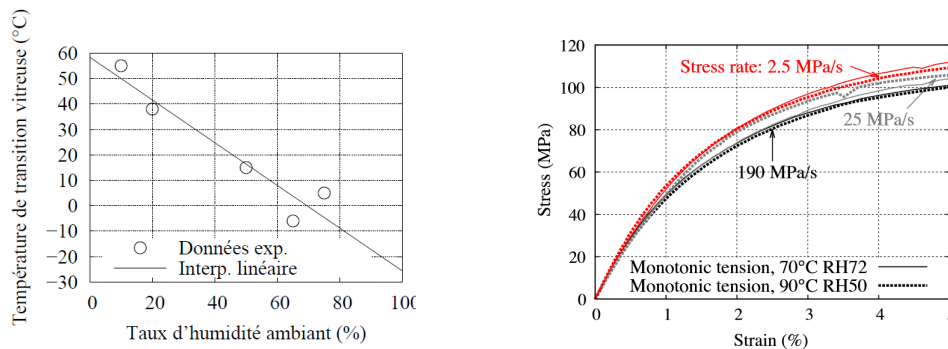 Température de transition vitreuse (°C)
60
50
40
30
20
10
0
−10
−20
−30
Données exp.
Interp. linéaire
0 20 40 60 80 100
Taux d'humidité ambiant (%)
Stress (MPa)
120
100
80
60
40
20
0
Stress rate: 2.5 MPa/s
25 MPa/s
190 MPa/s
Monotonic tension, 70°C RH72
Monotonic tension, 90°C RH50
0 1 2 3 4 5
Strain (%)